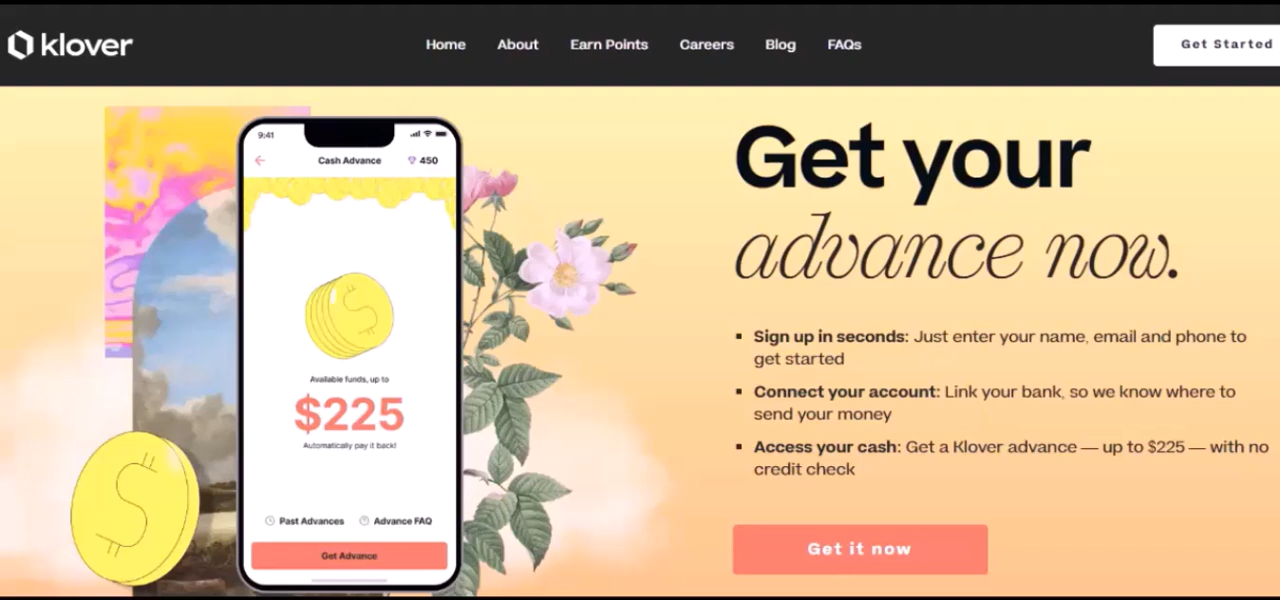 klover
Home About Earn Points Careers Blog FAQs
Get Started
9:41
Cash Advance 450
Available funds, up to
$225
Automatically pay it back!
Past Advances Advance FAQ
Get Advance
Get your
advance now.
Sign up in seconds: Just enter your name, email and phone to
get started
Connect your account: Link your bank, so we know where to
send your money
Access your cash: Get a Klover advance — up to $225 — with no
credit check
Get it now